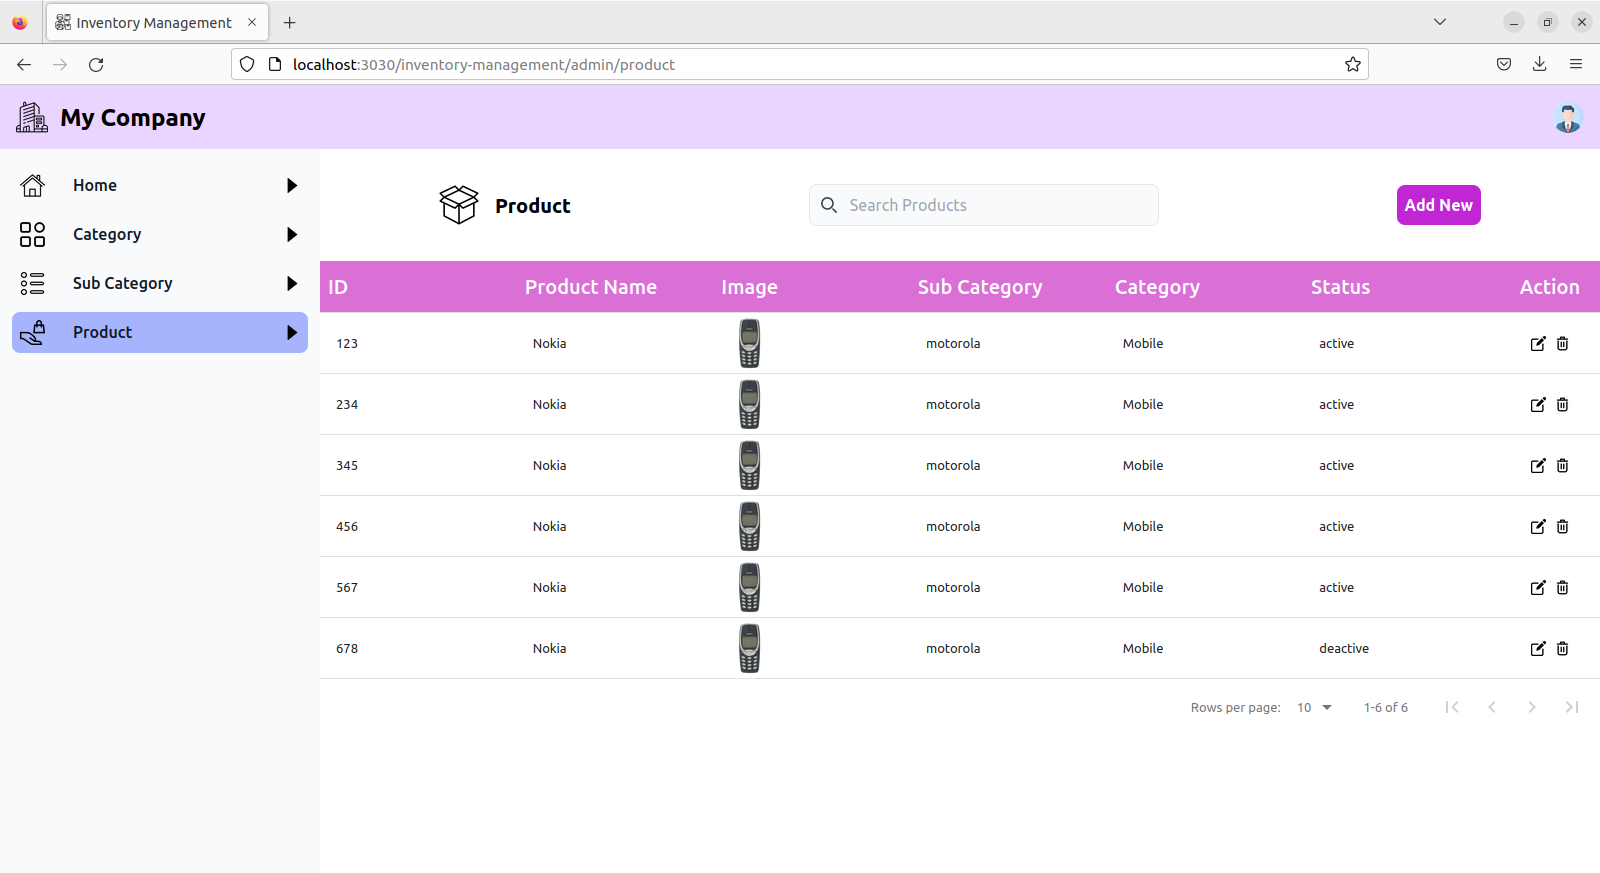 Inventory Management
localhost:3030/inventory-management/admin/product
My Company
Home
Category
Sub Category
Product
Product
Search Products
Add New
ID Product Name Image Sub Category Category Status Action
123 Nokia motorola Mobile active
234 Nokia motorola Mobile active
345 Nokia motorola Mobile active
456 Nokia motorola Mobile active
567 Nokia motorola Mobile active
678 Nokia motorola Mobile deactive
Rows per page: 10 1-6 of 6